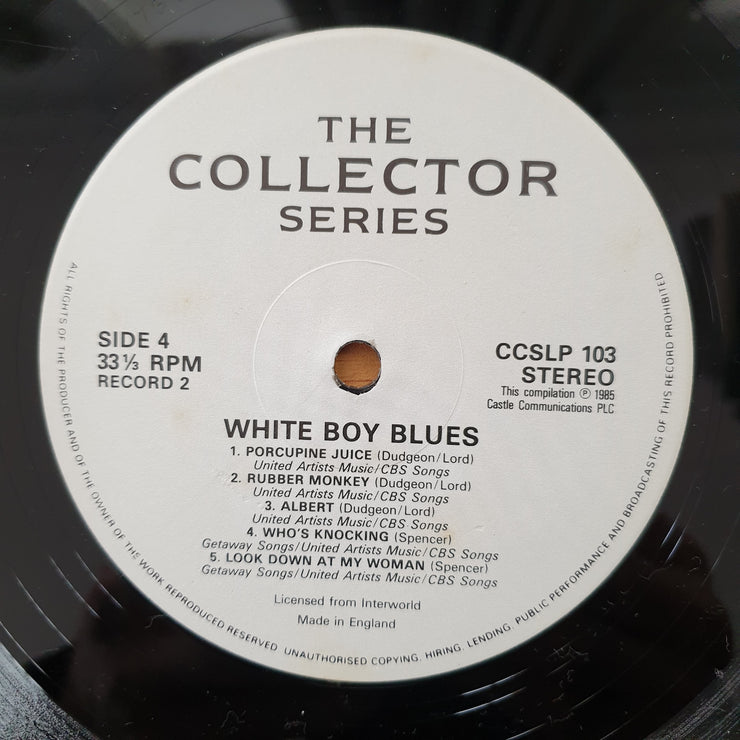 THE
COLLECTOR
SERIES
SIDE 4
33⅓ RPM
RECORD 2
CCSLP 103
STEREO
This compilation ℗ 1985
Castle Communications PLC
WHITE BOY BLUES
1. PORCUPINE JUICE (Dudgeon/Lord)
United Artists Music/CBS Songs
2. RUBBER MONKEY (Dudgeon/Lord)
United Artists Music/CBS Songs
3. ALBERT (Dudgeon/Lord)
United Artists Music/CBS Songs
4. WHO'S KNOCKING (Spencer)
Getaway Songs/United Artists Music/CBS Songs
5. LOOK DOWN AT MY WOMAN (Spencer)
Getaway Songs/United Artists Music/CBS Songs
Licensed from Interworld
Made in England
ALL RIGHTS OF THE PRODUCER AND OF THE OWNER OF THE WORK REPRODUCED RESERVED UNAUTHORISED COPYING. HIRING. LENDING. PUBLIC PERFORMANCE AND BROADCASTING OF THIS RECORD PROHIBITED